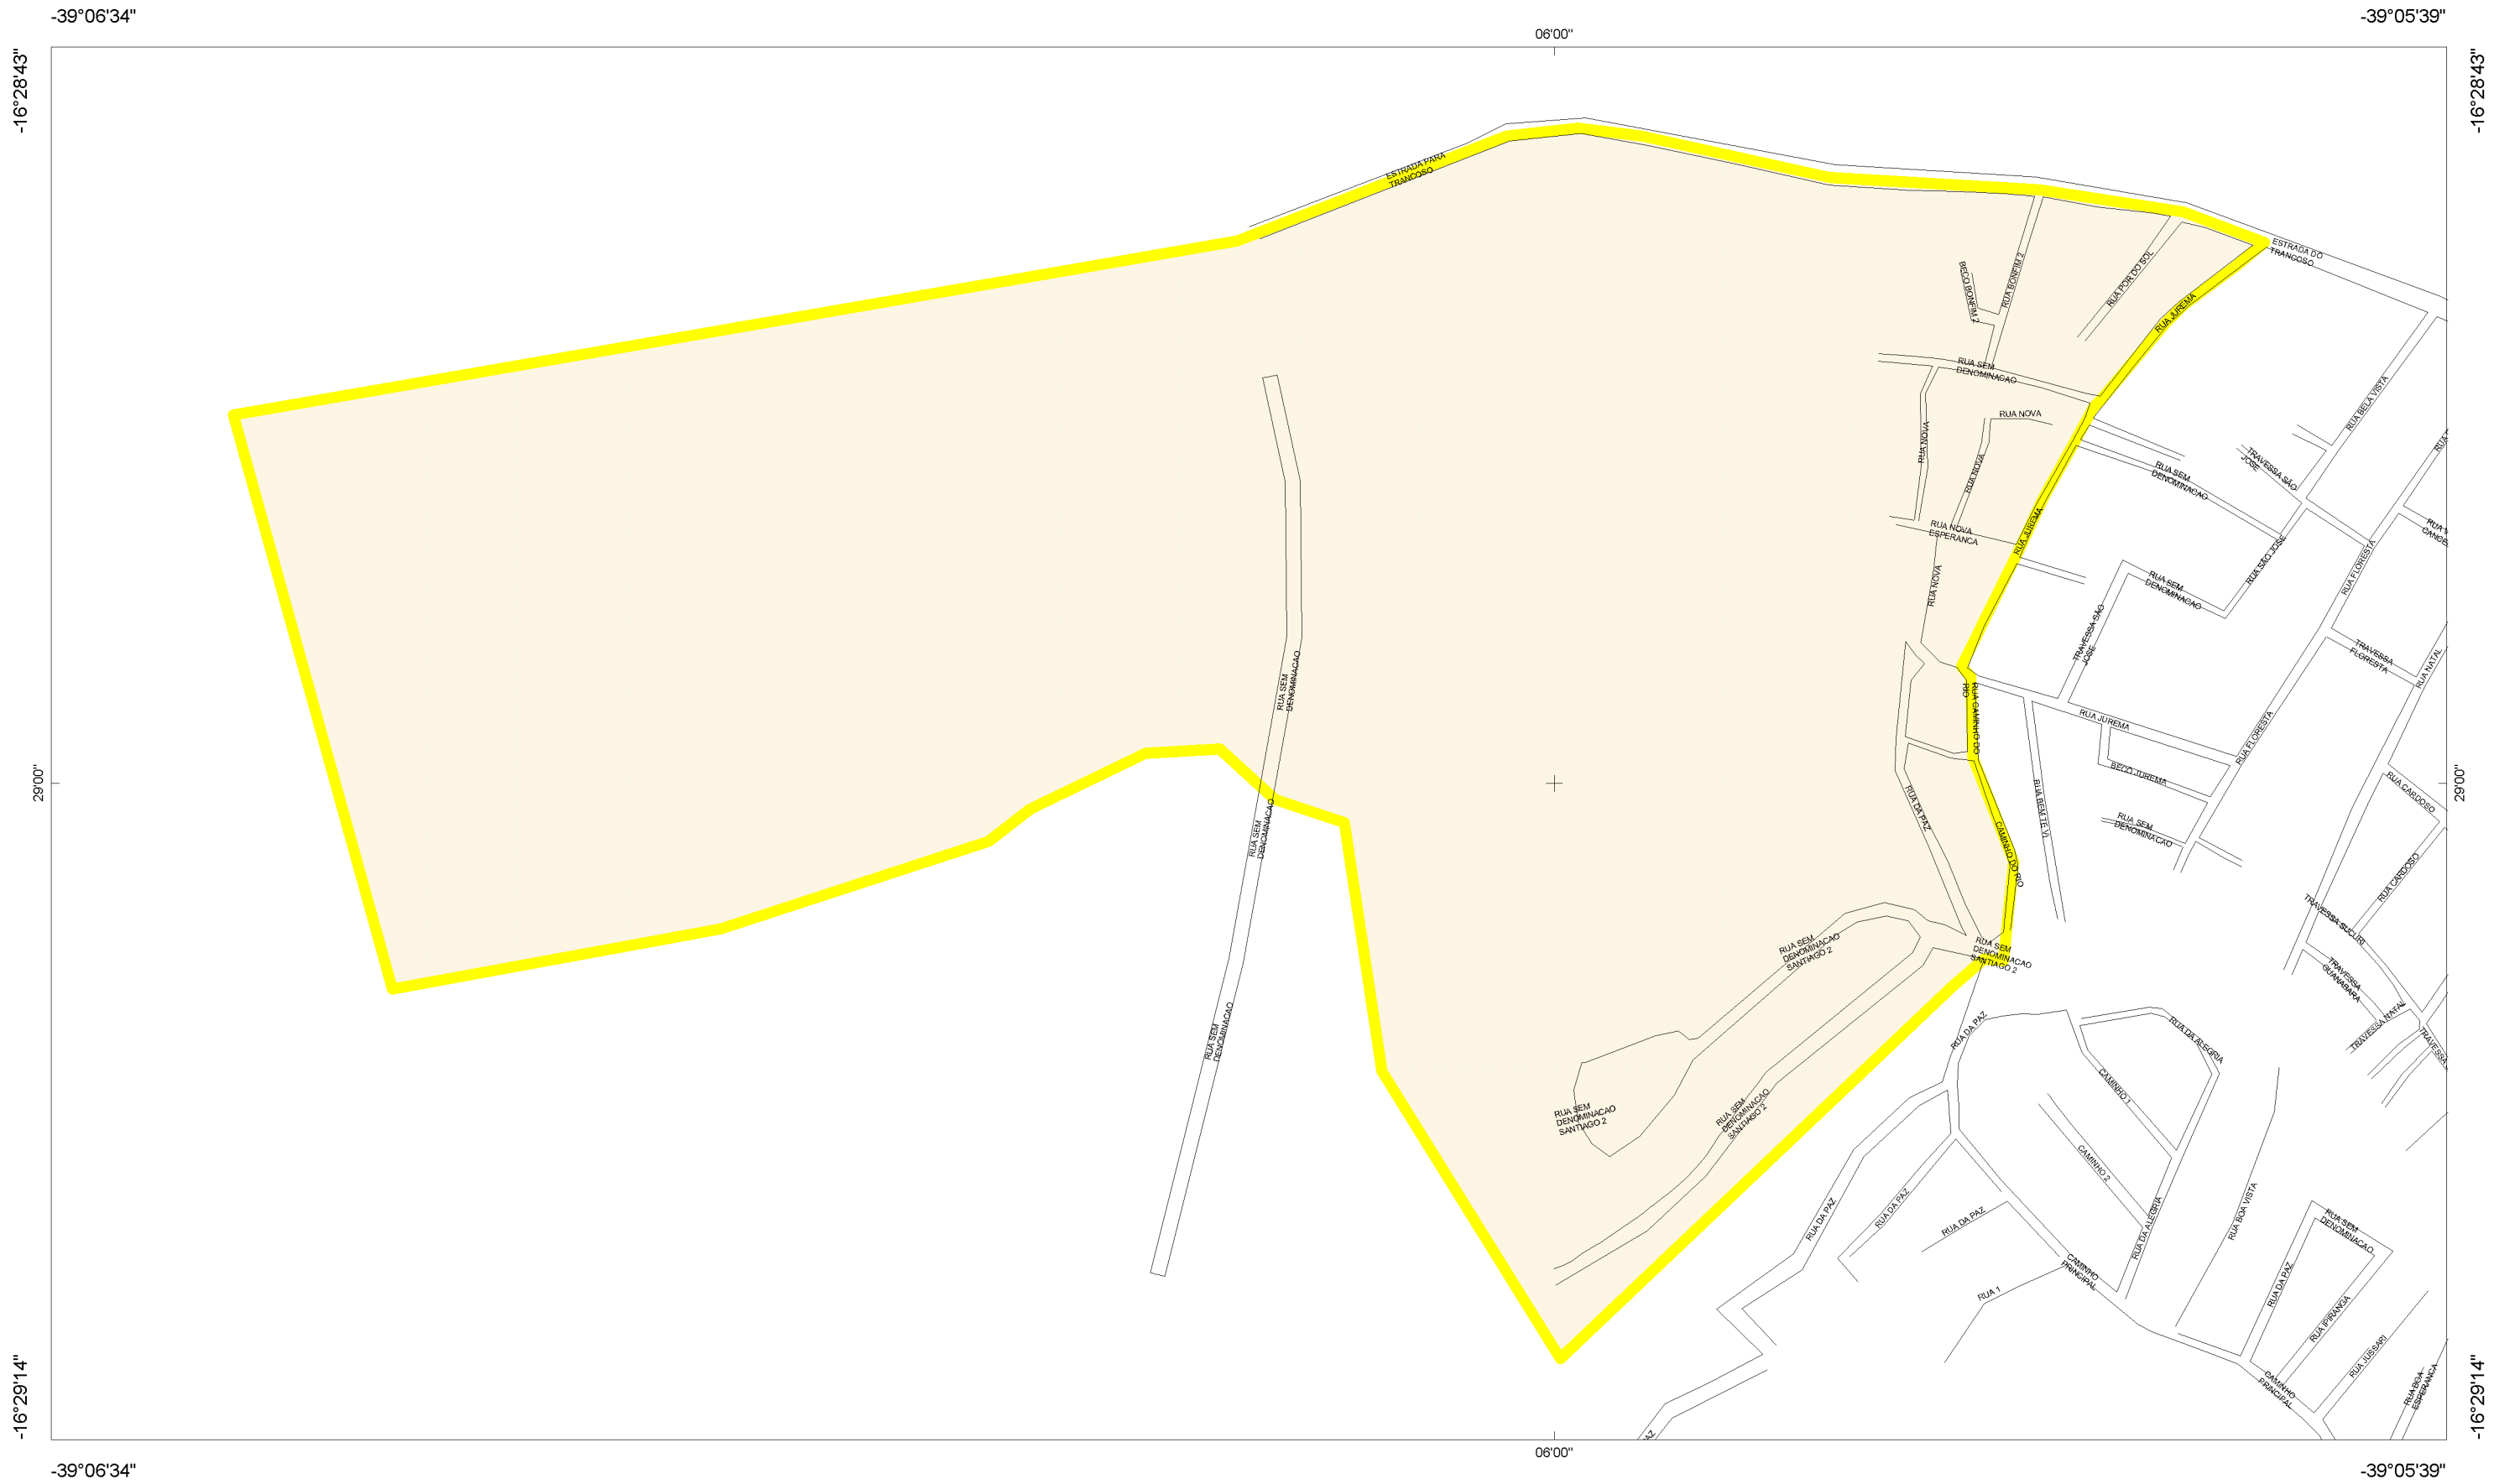 -39°06'34"
-39°05'39"
-16°28'43"
06'00"
-16°28'43"
ESTRADA PARA
TRANCOSO
ESTRADA DO
TRANCOSO
BECO BONFIM 2
RUA BONFIM 2
RUA POR DO SOL
RUA JUREMA
RUA SEM
DENOMINACAO
RUA BELA VISTA
RUA NOVA
RUA NOVA
RUA NOVA
TRAVESSA SÃO
JOSE
RUA SEM
DENOMINACAO
RUA NOVA
ESPERANCA
RUA JUREMA
RUA SÃO JOSE
RUA FLORESTA
RUA NOVA
RUA SEM
DENOMINACAO
TRAVESSA SÃO
JOSE
TRAVESSA
FLORESTA
RUA NATAL
RUA SEM
DENOMINACAO
RUA CAMINHO DO
RIO
RUA JUREMA
RUA FLORESTA
29'00"
29'00"
BECO JUREMA
RUA CARDOSO
RUA DA PAZ
RUA BEM TE VI
RUA SEM
DENOMINACAO
RUA SEM
DENOMINACAO
CAMINHO DO RIO
RUA CARDOSO
TRAVESSA SUCURI
RUA SEM
DENOMINACAO
SANTIAGO 2
RUA SEM
DENOMINACAO
SANTIAGO 2
TRAVESSA
GUANABARA
RUA SEM
DENOMINACAO
RUA DA PAZ
RUA DA ALEGRIA
TRAVESSA NATAL
TRAVESSA
CAMINHO 1
RUA SEM
DENOMINACAO
SANTIAGO 2
RUA SEM
DENOMINACAO
SANTIAGO 2
CAMINHO 2
RUA DA PAZ
RUA DA PAZ
RUA DA PAZ
RUA DA ALEGRIA
RUA BOA VISTA
RUA SEM
DENOMINACAO
CAMINHO
PRINCIPAL
RUA 1
RUA DA PAZ
RUA IPIRANGA
RUA JUSSARI
CAMINHO
PRINCIPAL
RUA BOA
ESPERANCA
-16°29'14"
06'00"
-16°29'14"
-39°06'34"
-39°05'39"